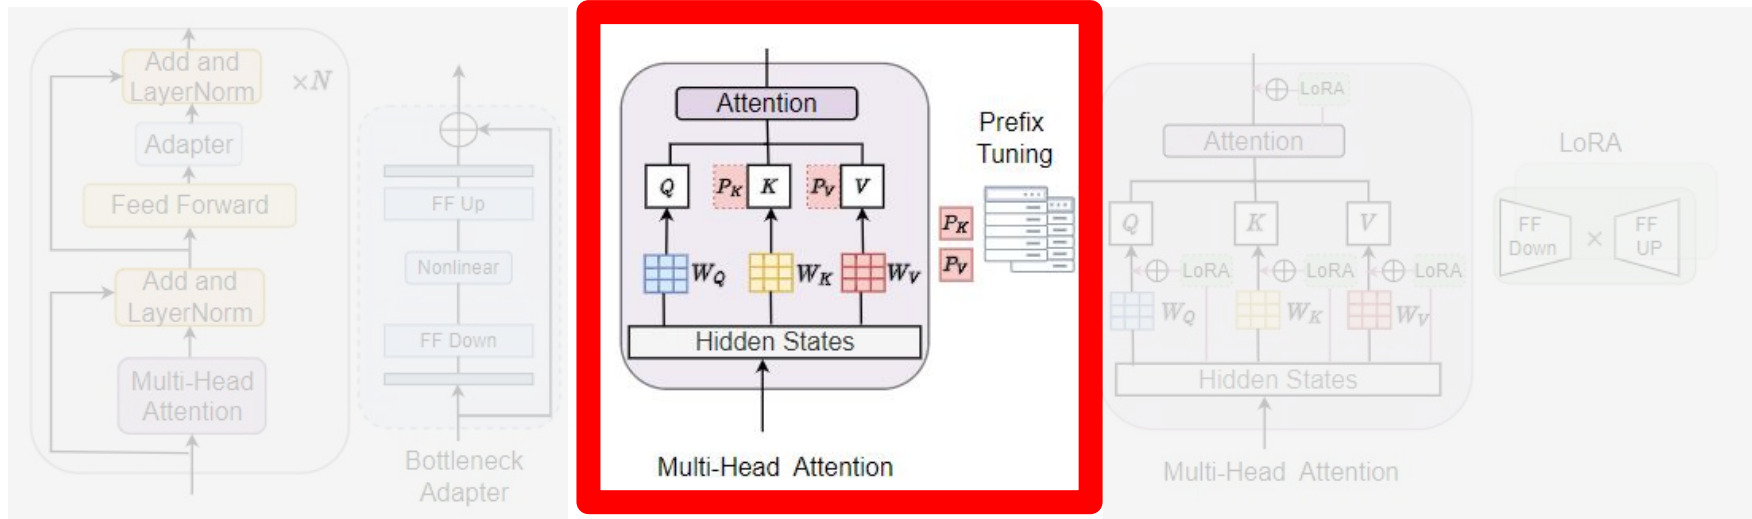 Add and
LayerNorm
×N
Adapter
Feed Forward
Add and
LayerNorm
Multi-Head
Attention
FF Up
Nonlinear
FF Down
Bottleneck
Adapter
Attention
Q
P_K
K
P_V
V
W_Q
W_K
W_V
Hidden States
Multi-Head Attention
Prefix
Tuning
P_K
P_V
LoRA
Attention
Q
K
V
LoRA
LoRA
LoRA
W_Q
W_K
W_V
Hidden States
Multi-Head Attention
LoRA
FF
Down
×
FF
UP